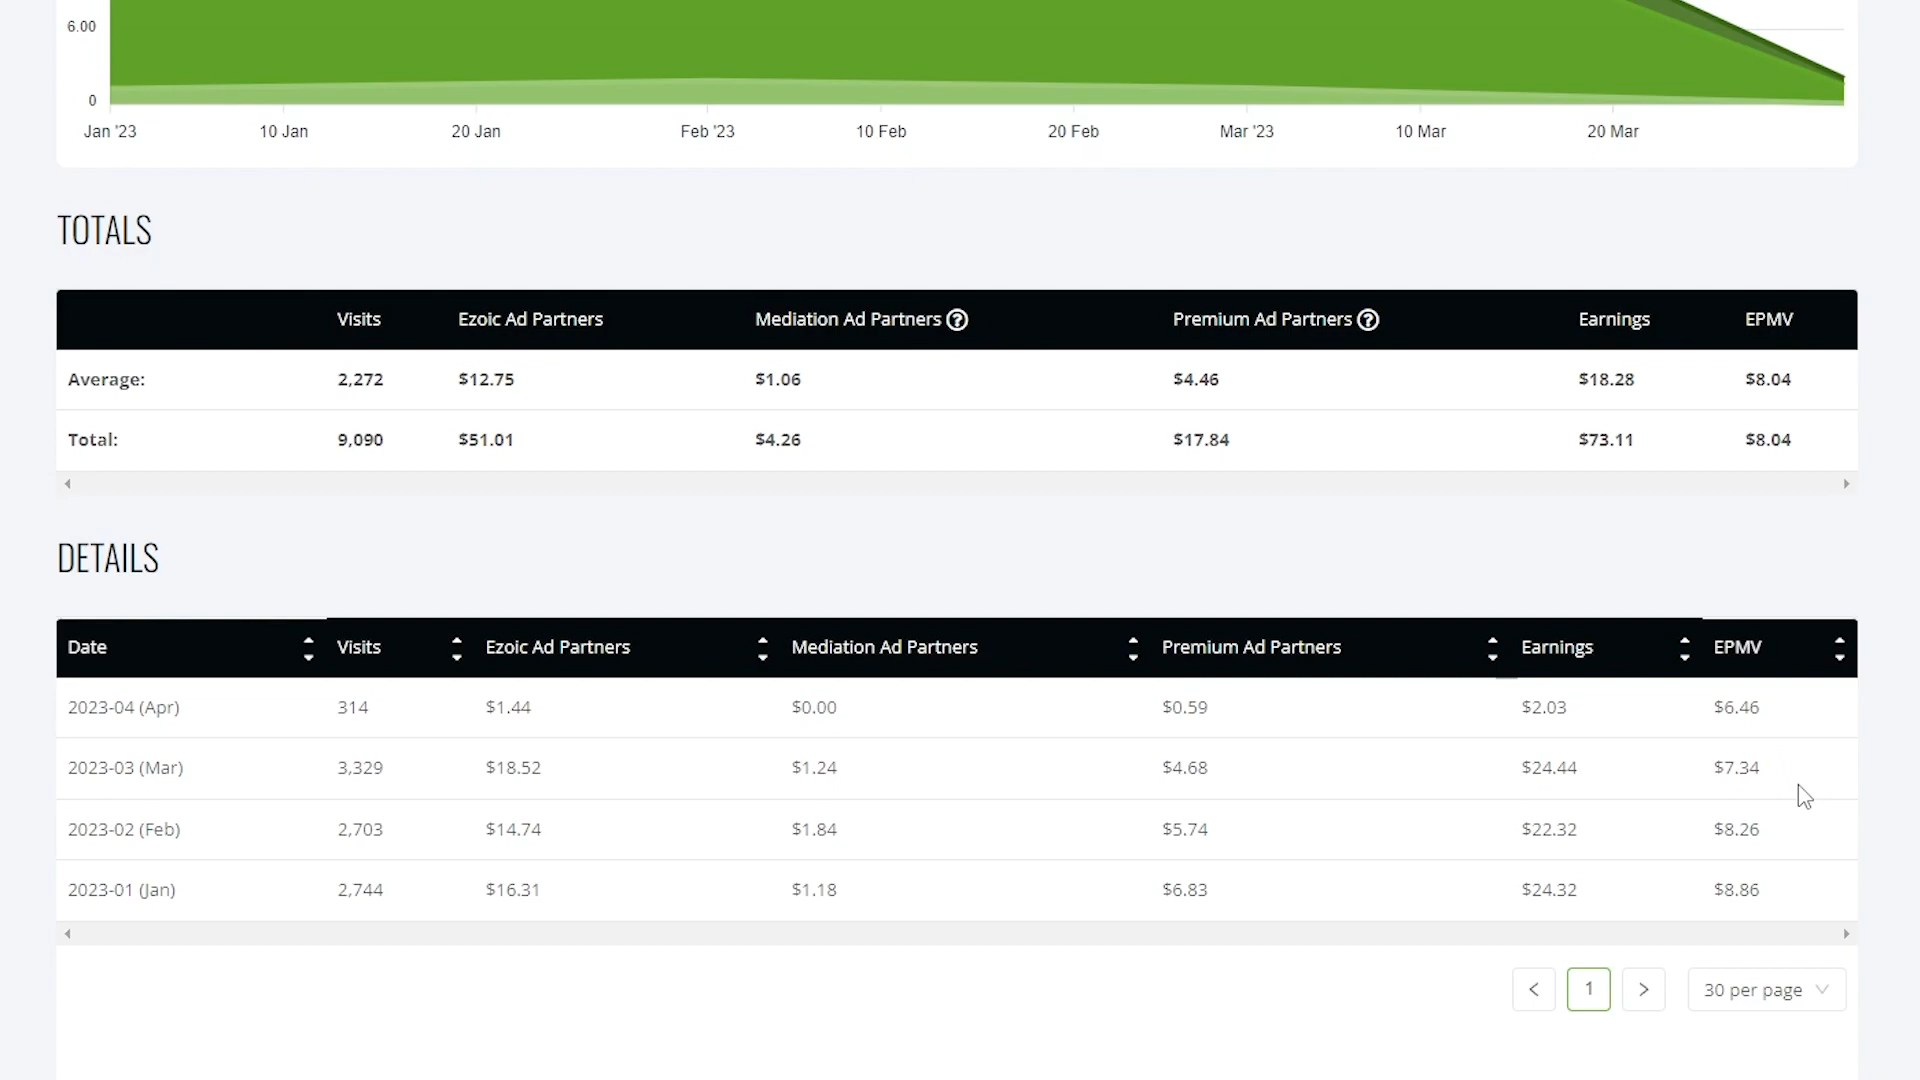 6.00
0
Jan '23 10 Jan 20 Jan Feb '23 10 Feb 20 Feb Mar '23 10 Mar 20 Mar
TOTALS
Visits Ezoic Ad Partners Mediation Ad Partners ? Premium Ad Partners ? Earnings EPMV
Average: 2,272 $12.75 $1.06 $4.46 $18.28 $8.04
Total: 9,090 $51.01 $4.26 $17.84 $73.11 $8.04
DETAILS
Date Visits Ezoic Ad Partners Mediation Ad Partners Premium Ad Partners Earnings EPMV
2023-04 (Apr) 314 $1.44 $0.00 $0.59 $2.03 $6.46
2023-03 (Mar) 3,329 $18.52 $1.24 $4.68 $24.44 $7.34
2023-02 (Feb) 2,703 $14.74 $1.84 $5.74 $22.32 $8.26
2023-01 (Jan) 2,744 $16.31 $1.18 $6.83 $24.32 $8.86
< 1 > 30 per page